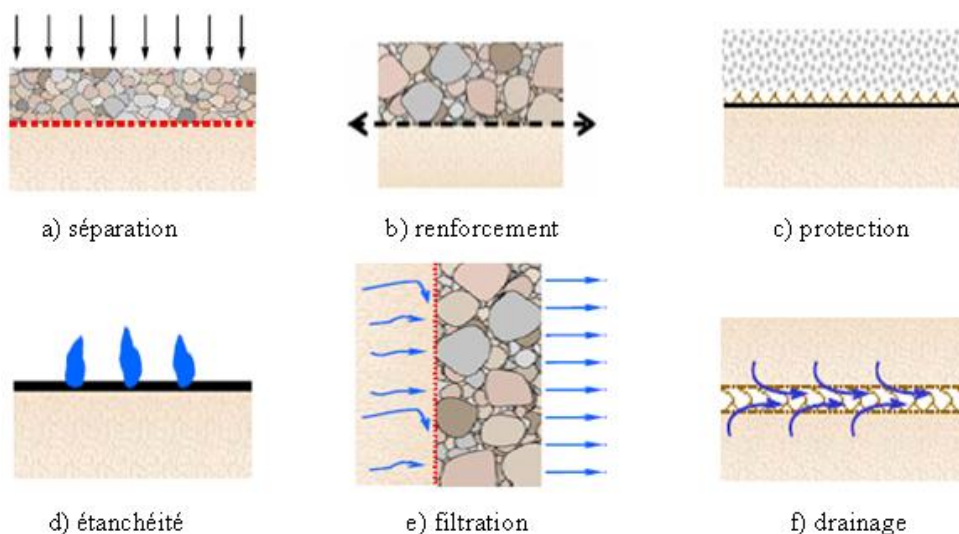 a) séparation
b) renforcement
c) protection
d) étanchéité
e) filtration
f) drainage